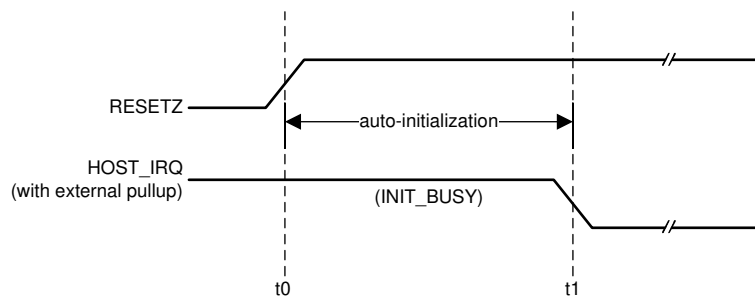 RESETZ
auto-initialization
HOST_IRQ
(with external pullup)
(INIT_BUSY)
t0
t1